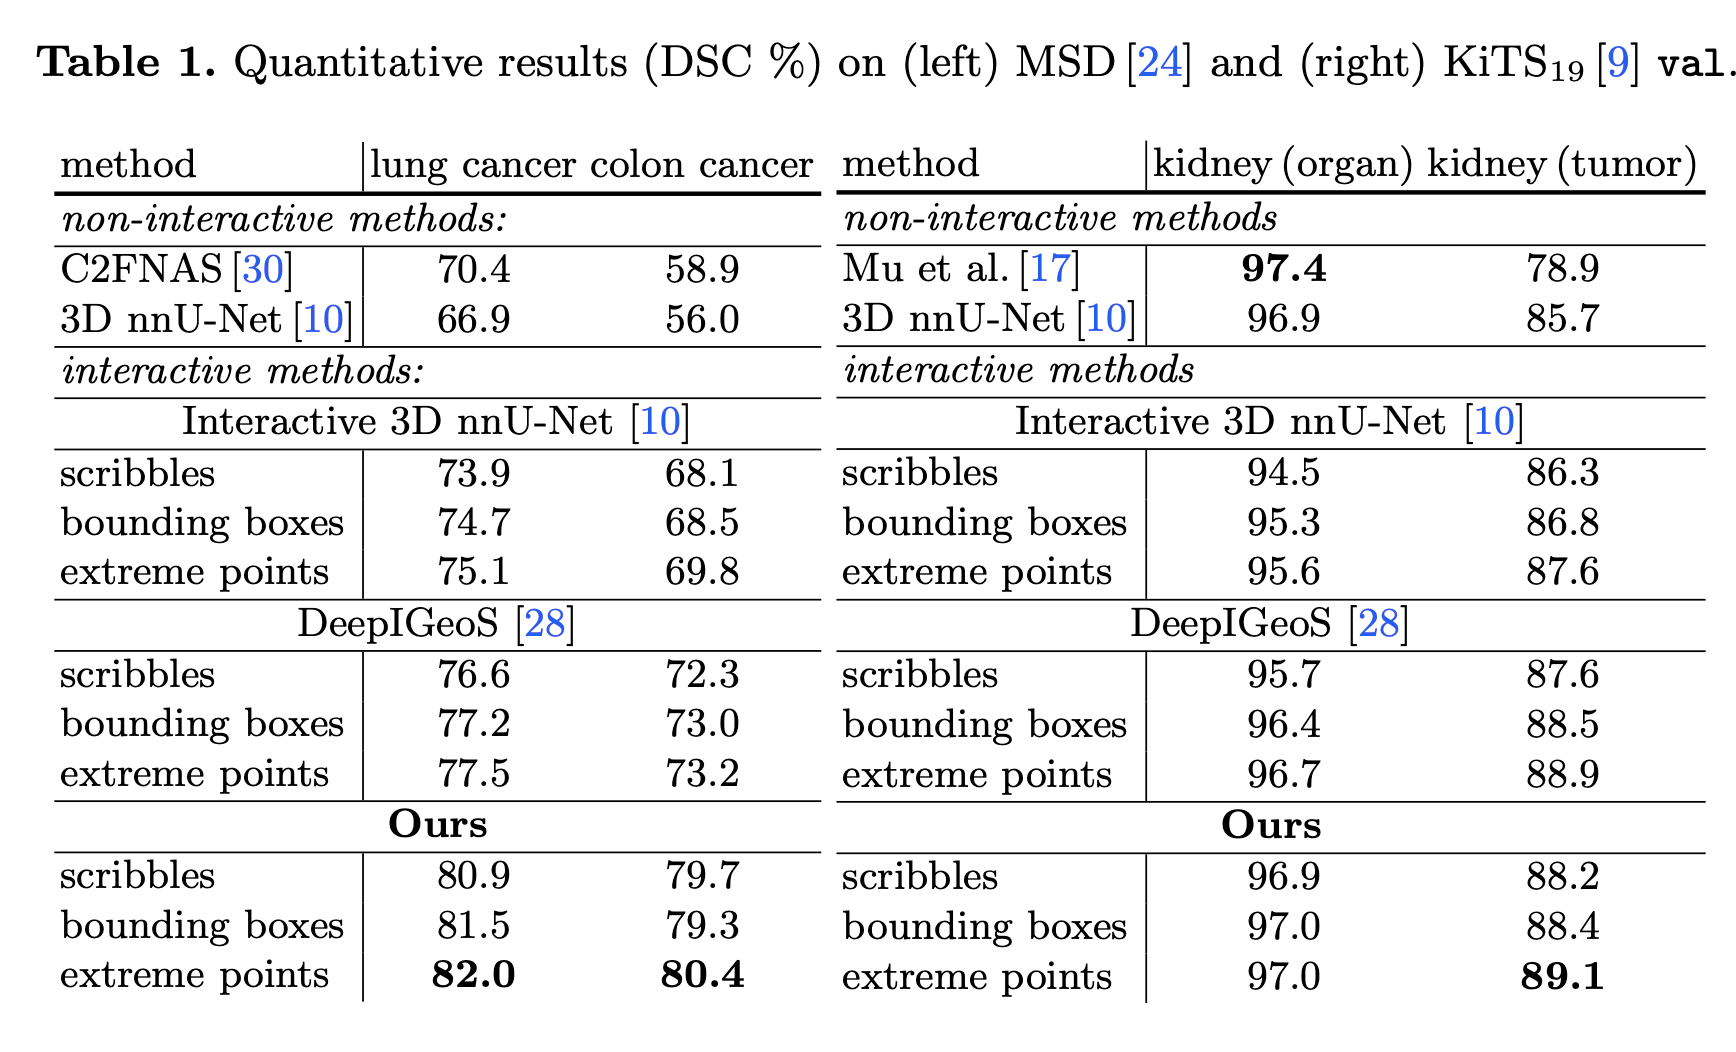 Table 1. Quantitative results (DSC %) on (left) MSD [24] and (right) KiTS19 [9] val.
method lung cancer colon cancer
non-interactive methods:
C2FNAS [30] 70.4 58.9
3D nnU-Net [10] 66.9 56.0
interactive methods:
Interactive 3D nnU-Net [10]
scribbles 73.9 68.1
bounding boxes 74.7 68.5
extreme points 75.1 69.8
DeepIGeoS [28]
scribbles 76.6 72.3
bounding boxes 77.2 73.0
extreme points 77.5 73.2
Ours
scribbles 80.9 79.7
bounding boxes 81.5 79.3
extreme points 82.0 80.4
method kidney (organ) kidney (tumor)
non-interactive methods
Mu et al. [17] 97.4 78.9
3D nnU-Net [10] 96.9 85.7
interactive methods
Interactive 3D nnU-Net [10]
scribbles 94.5 86.3
bounding boxes 95.3 86.8
extreme points 95.6 87.6
DeepIGeoS [28]
scribbles 95.7 87.6
bounding boxes 96.4 88.5
extreme points 96.7 88.9
Ours
scribbles 96.9 88.2
bounding boxes 97.0 88.4
extreme points 97.0 89.1